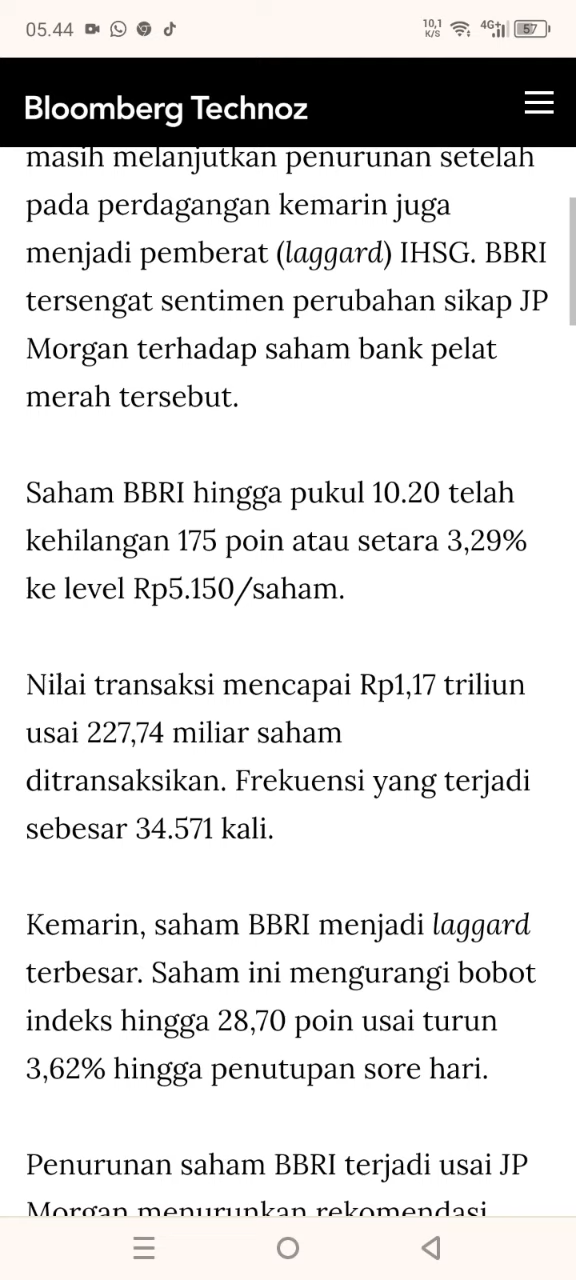 05.44
10,1
K/S
4G+
57
Bloomberg Technoz
masih melanjutkan penurunan setelah
pada perdagangan kemarin juga
menjadi pemberat (laggard) IHSG. BBRI
tersengat sentimen perubahan sikap JP
Morgan terhadap saham bank pelat
merah tersebut.
Saham BBRI hingga pukul 10.20 telah
kehilangan 175 poin atau setara 3,29%
ke level Rp5.150/saham.
Nilai transaksi mencapai Rp1,17 triliun
usai 227,74 miliar saham
ditransaksikan. Frekuensi yang terjadi
sebesar 34.571 kali.
Kemarin, saham BBRI menjadi laggard
terbesar. Saham ini mengurangi bobot
indeks hingga 28,70 poin usai turun
3,62% hingga penutupan sore hari.
Penurunan saham BBRI terjadi usai JP
Morgan menurunkan rekomendasi